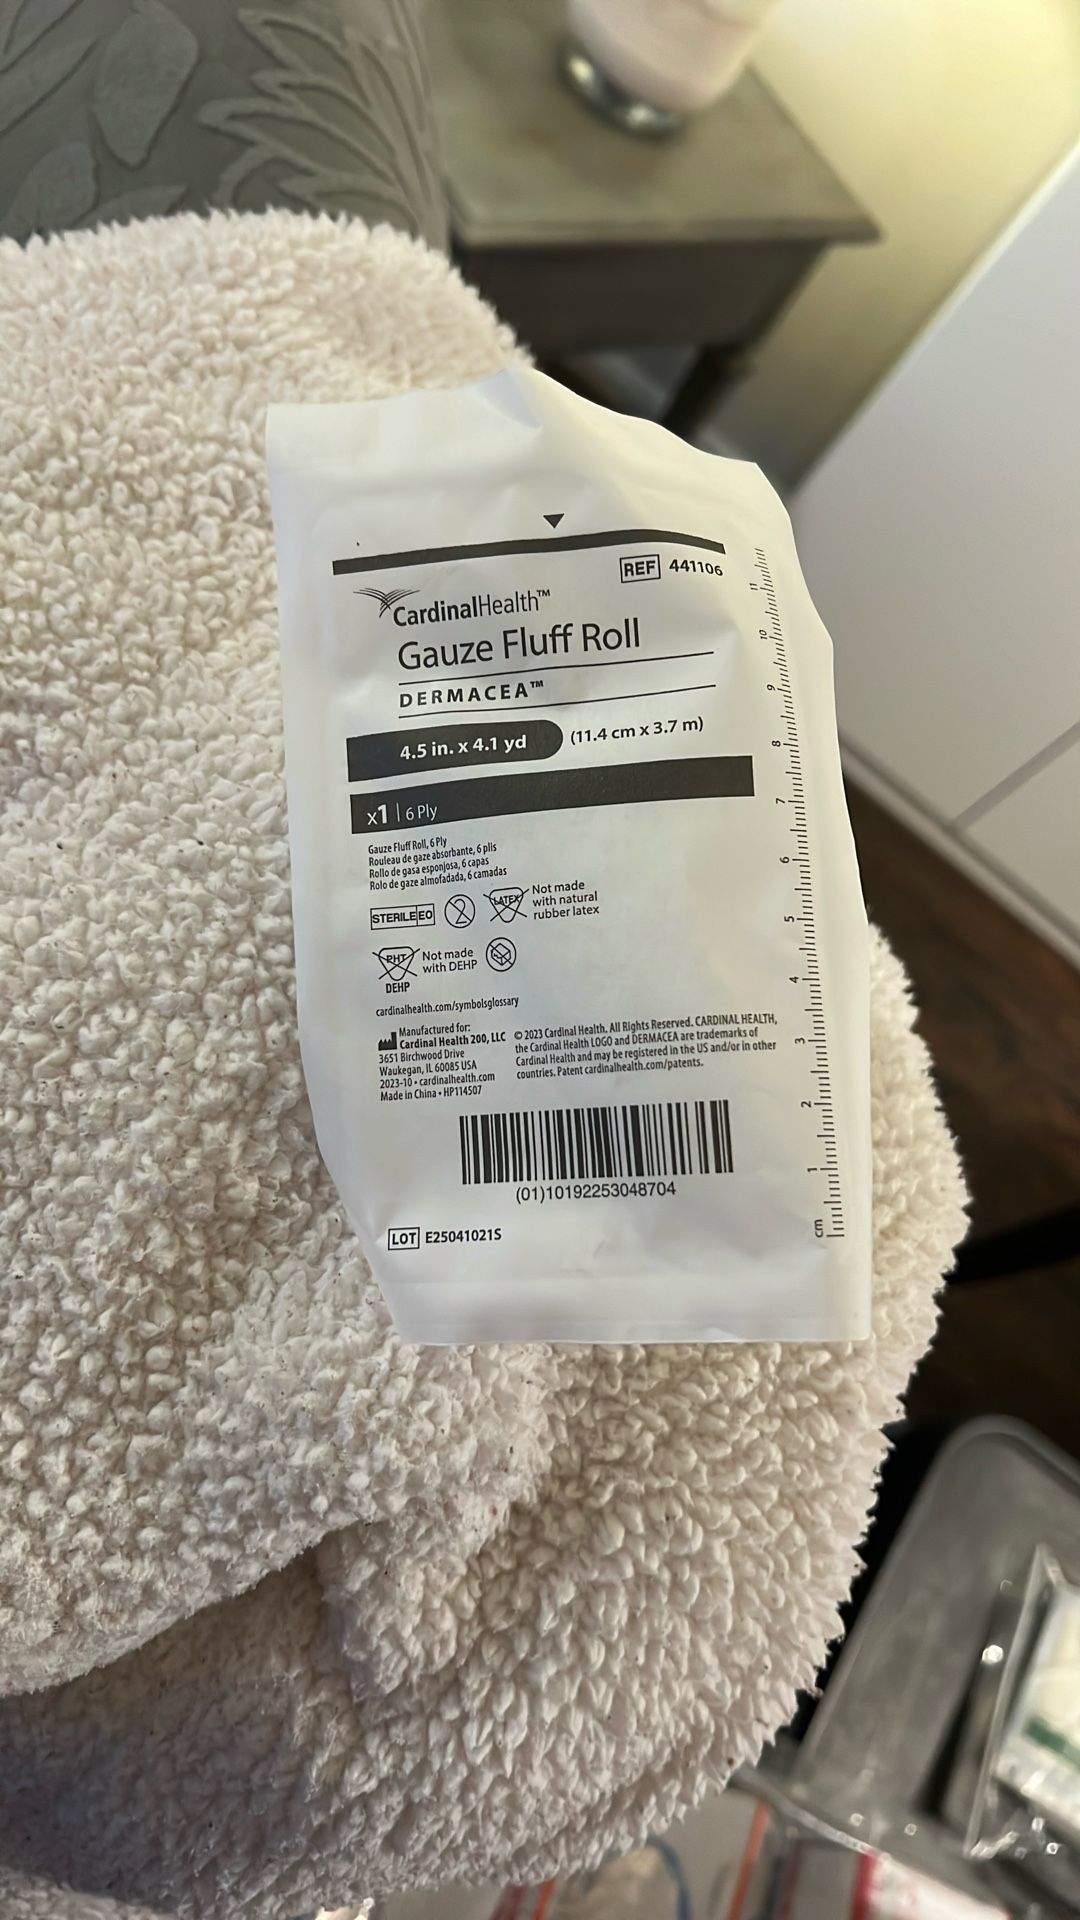 REF 441106
CardinalHealth™
Gauze Fluff Roll
DERMACEA™
4.5 in. x 4.1 yd (11.4 cm x 3.7 m)
x1 | 6 Ply
Gauze Fluff Roll, 6 Ply
Rouleau de gaze absorbante, 6 plis
Rollo de gasa esponjosa, 6 capas
Rolo de gaze almofadada, 6 camadas
STERILE EO
2
LATEX
Not made
with natural
rubber latex
PHT
DEHP
Not made
with DEHP
cardinalhealth.com/symbolsglossary
Manufactured for:
Cardinal Health 200, LLC
3651 Birchwood Drive
Waukegan, IL 60085 USA
2023-10 • cardinalhealth.com
Made in China • HP114507
© 2023 Cardinal Health. All Rights Reserved. CARDINAL HEALTH,
the Cardinal Health LOGO and DERMACEA are trademarks of
Cardinal Health and may be registered in the US and/or in other
countries. Patent cardinalhealth.com/patents.
(01)10192253048704
LOT E25041021S
11
10
9
8
7
6
5
4
3
2
1
cm